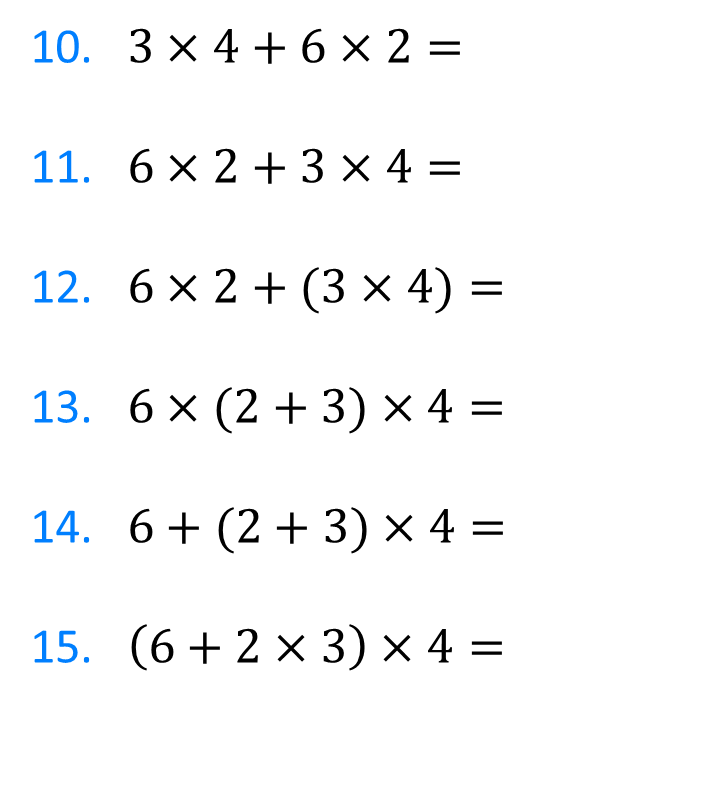 10. 3 × 4 + 6 × 2 =
11. 6 × 2 + 3 × 4 =
12. 6 × 2 + (3 × 4) =
13. 6 × (2 + 3) × 4 =
14. 6 + (2 + 3) × 4 =
15. (6 + 2 × 3) × 4 =